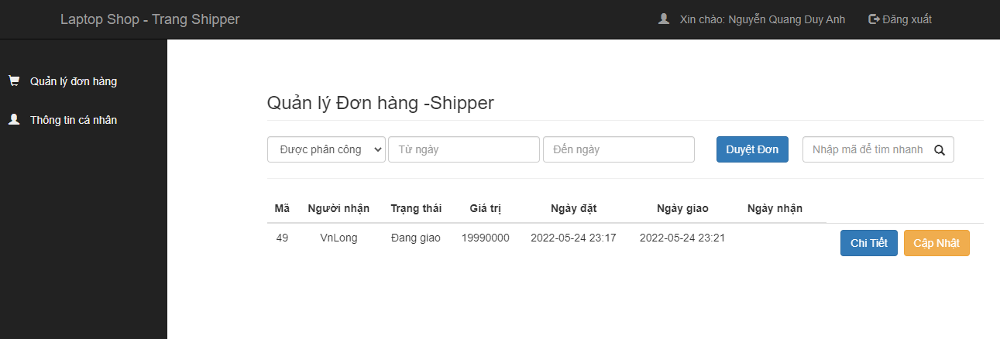 Laptop Shop - Trang Shipper
Xin chào: Nguyễn Quang Duy Anh
Đăng xuất
Quản lý đơn hàng
Thông tin cá nhân
Quản lý Đơn hàng -Shipper
Được phân công Từ ngày Đến ngày Duyệt Đơn Nhập mã để tìm nhanh
Mã Người nhận Trạng thái Giá trị Ngày đặt Ngày giao Ngày nhận
49 VnLong Đang giao 19990000 2022-05-24 23:17 2022-05-24 23:21 Chi Tiết Cập Nhật